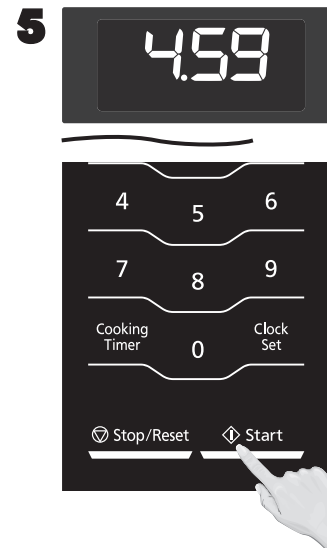 5
4.59
4 5 6
7 8 9
Cooking
Timer
0
Clock
Set
Stop/Reset Start